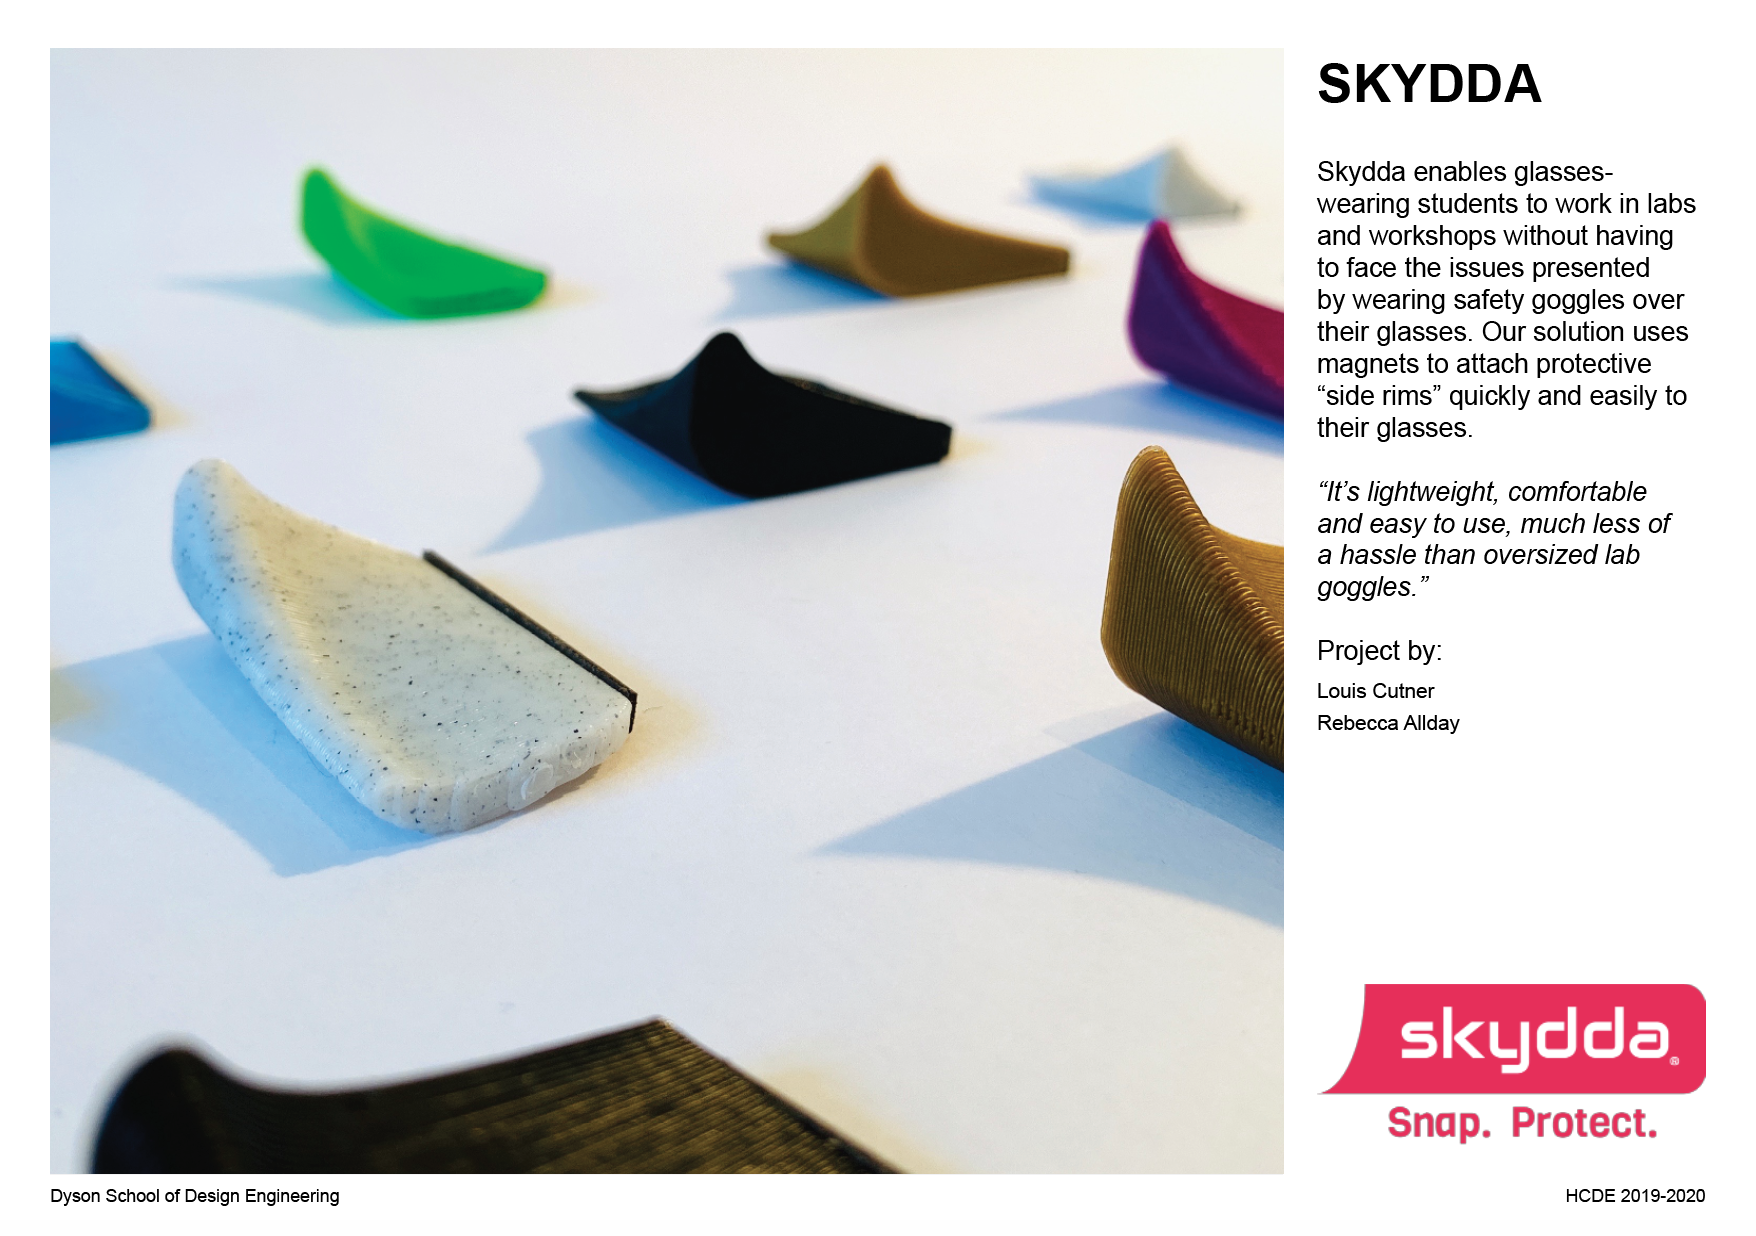 SKYDDA
Skydda enables glasses-
wearing students to work in labs
and workshops without having
to face the issues presented
by wearing safety goggles over
their glasses. Our solution uses
magnets to attach protective
“side rims” quickly and easily to
their glasses.
“It’s lightweight, comfortable
and easy to use, much less of
a hassle than oversized lab
goggles.”
Project by:
Louis Cutner
Rebecca Allday
skydda®
Snap. Protect.
Dyson School of Design Engineering
HCDE 2019-2020